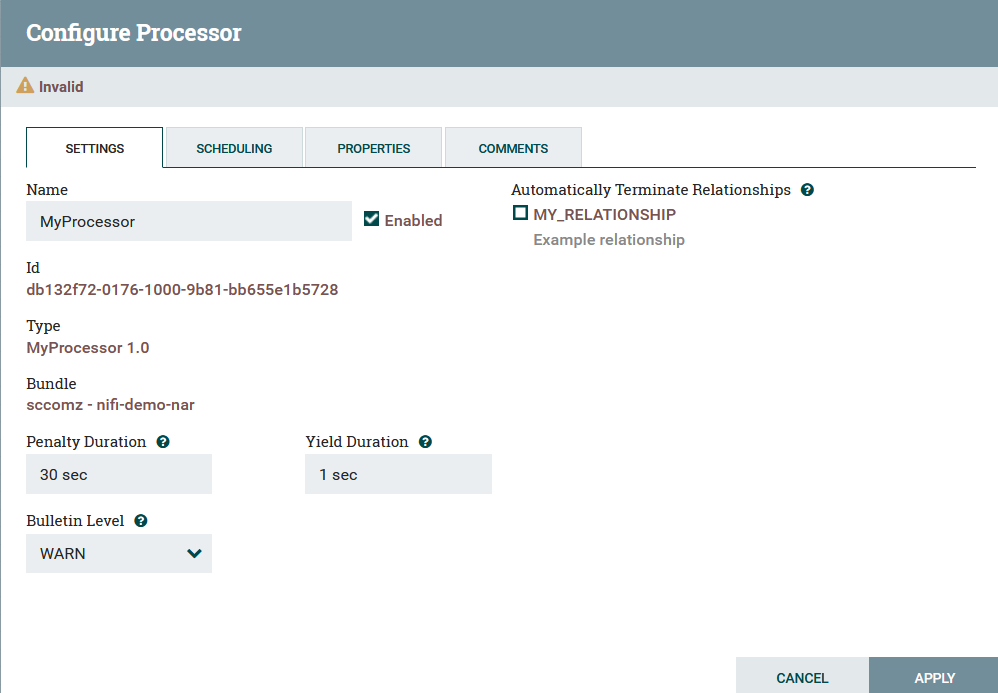 Configure Processor
Invalid
SETTINGS SCHEDULING PROPERTIES COMMENTS
Name
MyProcessor
Enabled
Id
db132f72-0176-1000-9b81-bb655e1b5728
Type
MyProcessor 1.0
Bundle
sccomz - nifi-demo-nar
Penalty Duration ? Yield Duration ?
30 sec 1 sec
Bulletin Level ?
WARN
Automatically Terminate Relationships ?
MY_RELATIONSHIP
Example relationship
CANCEL APPLY